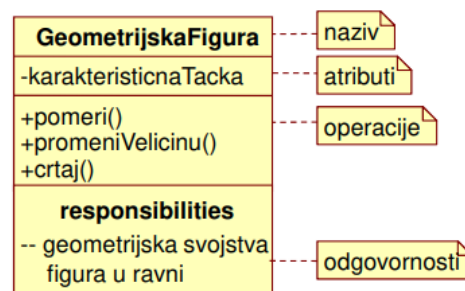 GeometrijskaFigura
naziv
-karakteristicnaTacka
atributi
+pomeri()
+promeniVelicinu()
+crtaj()
operacije
responsibilities
-- geometrijska svojstva
figura u ravni
odgovornosti